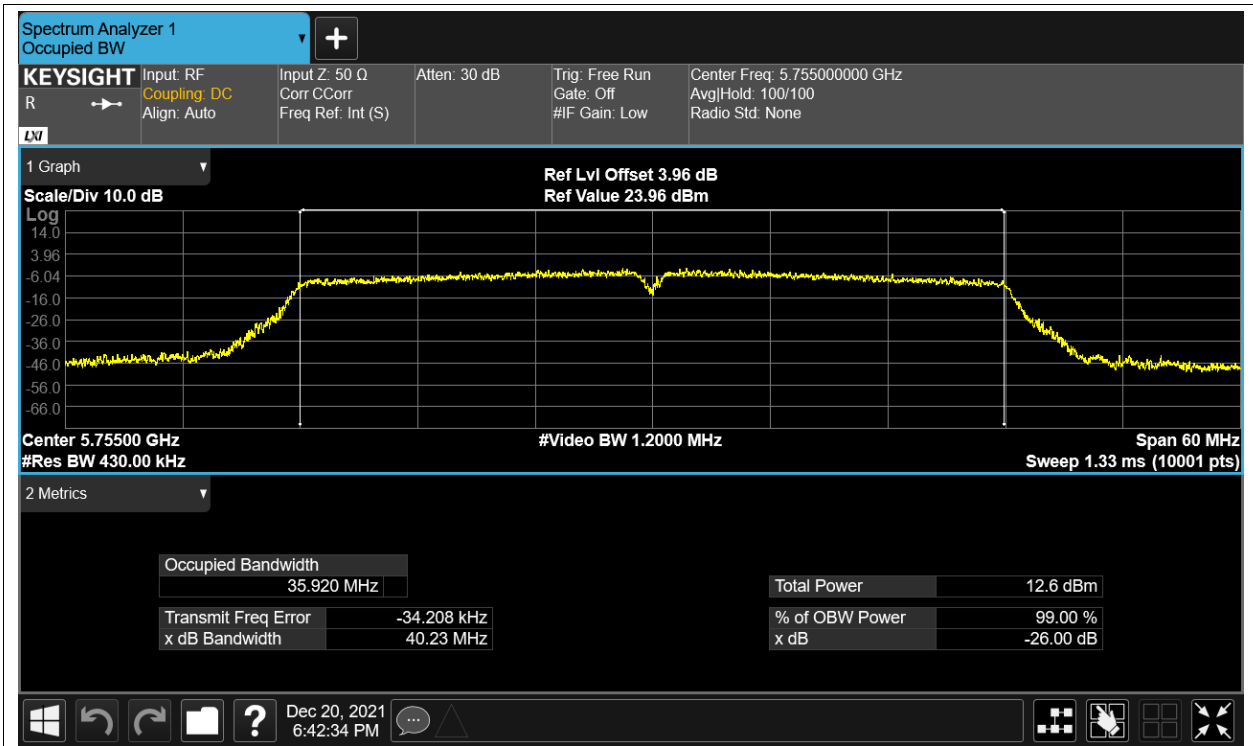 Spectrum Analyzer 1
Occupied BW
KEYSIGHT
R
LXI
Input: RF
Coupling: DC
Align: Auto
Input Z: 50 Ω
Corr CCorr
Freq Ref: Int (S)
Atten: 30 dB
Trig: Free Run
Gate: Off
#IF Gain: Low
Center Freq: 5.755000000 GHz
Avg|Hold: 100/100
Radio Std: None
1 Graph
Scale/Div 10.0 dB
Ref Lvl Offset 3.96 dB
Ref Value 23.96 dBm
Log
14.0
3.96
-6.04
-16.0
-26.0
-36.0
-46.0
-56.0
-66.0
Center 5.75500 GHz
#Video BW 1.2000 MHz
Span 60 MHz
#Res BW 430.00 kHz
Sweep 1.33 ms (10001 pts)
2 Metrics
Occupied Bandwidth
35.920 MHz
Total Power 12.6 dBm
Transmit Freq Error -34.208 kHz
% of OBW Power 99.00 %
x dB Bandwidth 40.23 MHz
x dB -26.00 dB
?
Dec 20, 2021
6:42:34 PM